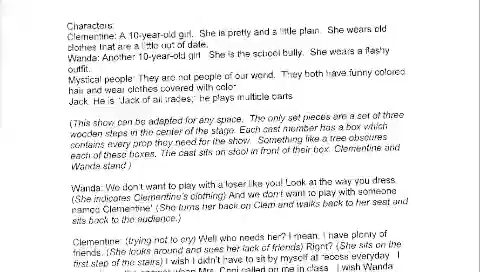 Characters:
Clementine: A 10-year-old girl. She is pretty and a little plain. She wears old
clothes that are a little out of date.
Wanda: Another 10-year-old girl. She is the school bully. She wears a flashy
outfit.
Mystical people: They are not people of our world. They both have funny colored
hair and wear clothes covered with color
Jack: He is "Jack of all trades;" he plays multiple parts
(This show can be adapted for any space. The only set pieces are a set of three
wooden steps in the center of the stage. Each cast member has a box which
contains every prop they need for the show. Something like a tree obscures
each of these boxes. The cast sits on stool in front of their box. Clementine and
Wanda stand.)
Wanda: We don't want to play with a loser like you! Look at the way you dress.
(She indicates Clementine's clothing) And we don't want to play with someone
named Clementine! (She turns her back on Clem and walks back to her seat and
sits back to the audience.)
Clementine: (trying not to cry) Well who needs her? I mean, I have plenty of
friends. (She looks around and sees her lack of friends) Right? (She sits on the
first step of the stairs) I wish I didn't have to sit by myself at recess everyday. I
when Mrs. called on me in class. I wish Wanda